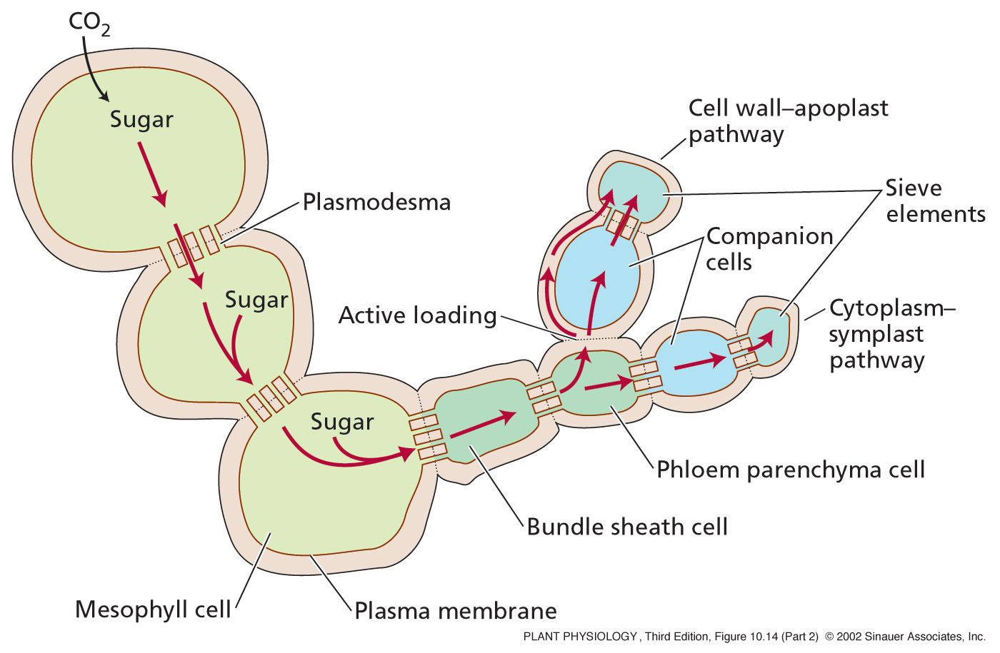 CO₂
Sugar
Cell wall–apoplast
pathway
Plasmodesma
Sieve
elements
Companion
cells
Sugar
Active loading
Cytoplasm–
symplast
pathway
Sugar
Phloem parenchyma cell
Bundle sheath cell
Mesophyll cell
Plasma membrane
PLANT PHYSIOLOGY, Third Edition, Figure 10.14 (Part 2) © 2002 Sinauer Associates, Inc.